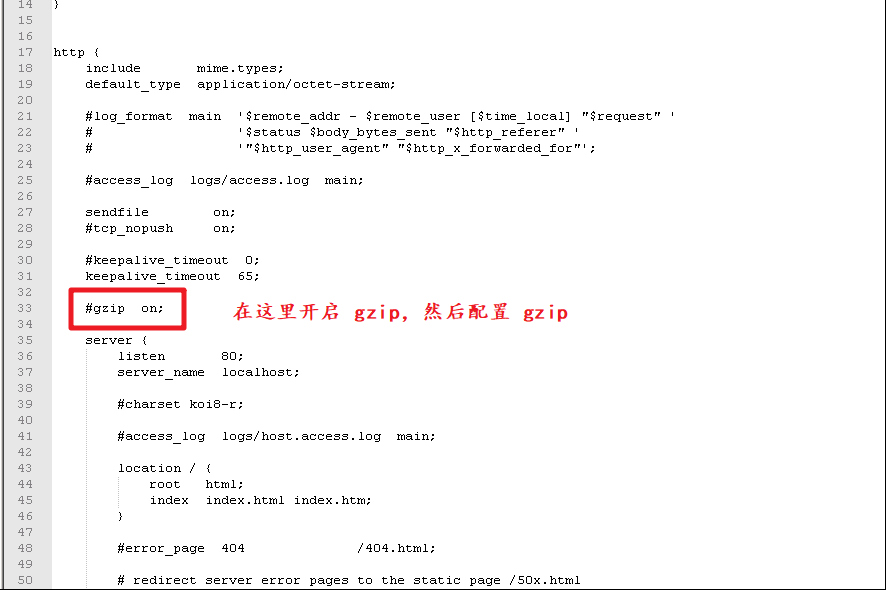 14 }
15
16
17 http {
18     include       mime.types;
19     default_type  application/octet-stream;
20
21     #log_format  main  '$remote_addr - $remote_user [$time_local] "$request" '
22     #                  '$status $body_bytes_sent "$http_referer" '
23     #                  '"$http_user_agent" "$http_x_forwarded_for"';
24
25     #access_log  logs/access.log  main;
26
27     sendfile        on;
28     #tcp_nopush     on;
29
30     #keepalive_timeout  0;
31     keepalive_timeout  65;
32
33     #gzip  on; 在这里开启 gzip, 然后配置 gzip
34
35     server {
36         listen       80;
37         server_name  localhost;
38
39         #charset koi8-r;
40
41         #access_log  logs/host.access.log  main;
42
43         location / {
44             root   html;
45             index  index.html index.htm;
46         }
47
48         #error_page  404              /404.html;
49
50         # redirect server error pages to the static page /50x.html